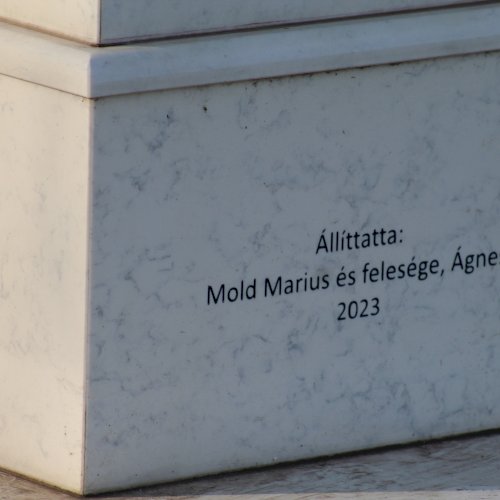 Állíttatta:
Mold Marius és felesége, Ágne
2023